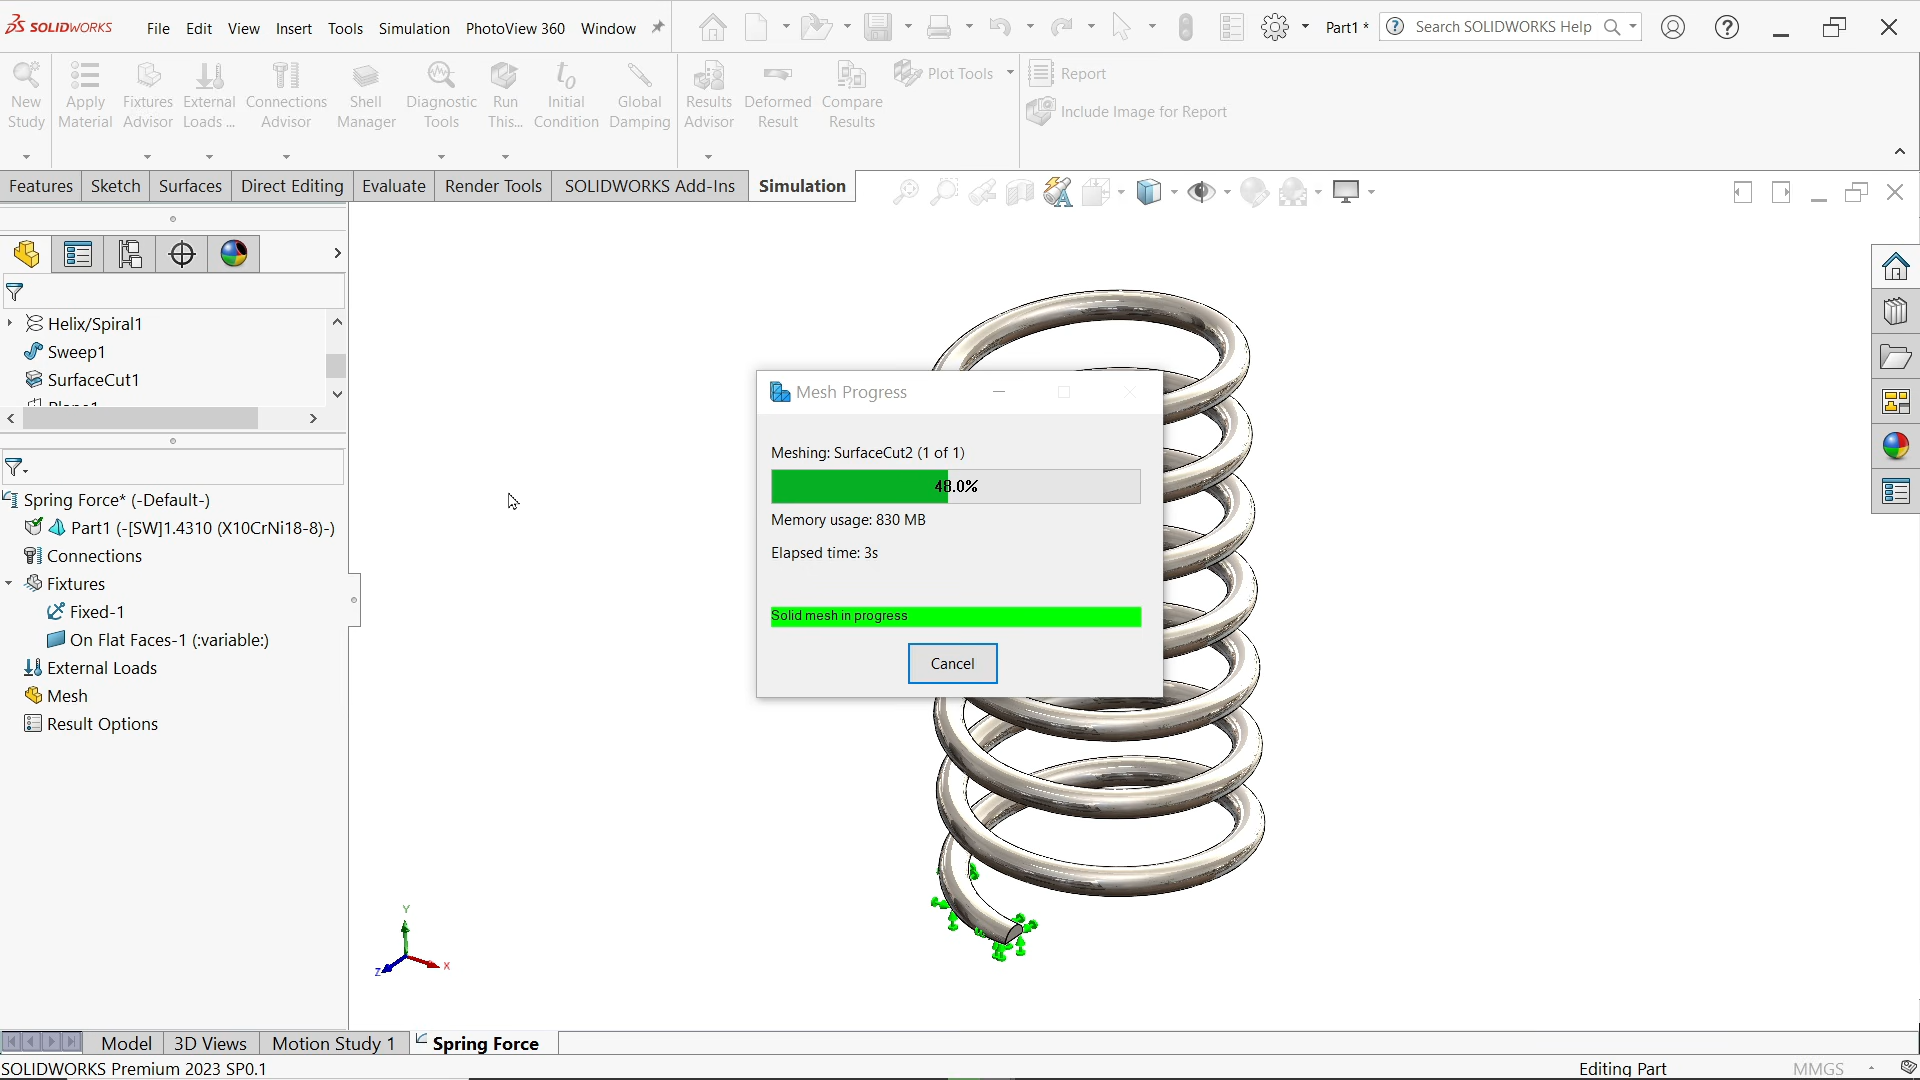 SOLIDWORKS File Edit View Insert Tools Simulation PhotoView 360 Window Part1 * Search SOLIDWORKS Help
New Study
Apply Material
Fixtures Advisor
External Loads ...
Connections Advisor
Shell Manager
Diagnostic Tools
Run This...
Initial Condition
Global Damping
Results Advisor
Deformed Result
Compare Results
Plot Tools
Report
Include Image for Report
Features Sketch Surfaces Direct Editing Evaluate Render Tools SOLIDWORKS Add-Ins Simulation
Helix/Spiral1
Sweep1
SurfaceCut1
Spring Force* (-Default-)
Part1 (-[SW]1.4310 (X10CrNi18-8)-)
Connections
Fixtures
Fixed-1
On Flat Faces-1 (:variable:)
External Loads
Mesh
Result Options
Mesh Progress
Meshing: SurfaceCut2 (1 of 1)
48.0%
Memory usage: 830 MB
Elapsed time: 3s
Solid mesh in progress
Cancel
Y
Z
X
Model 3D Views Motion Study 1 Spring Force
SOLIDWORKS Premium 2023 SP0.1 Editing Part MMGS